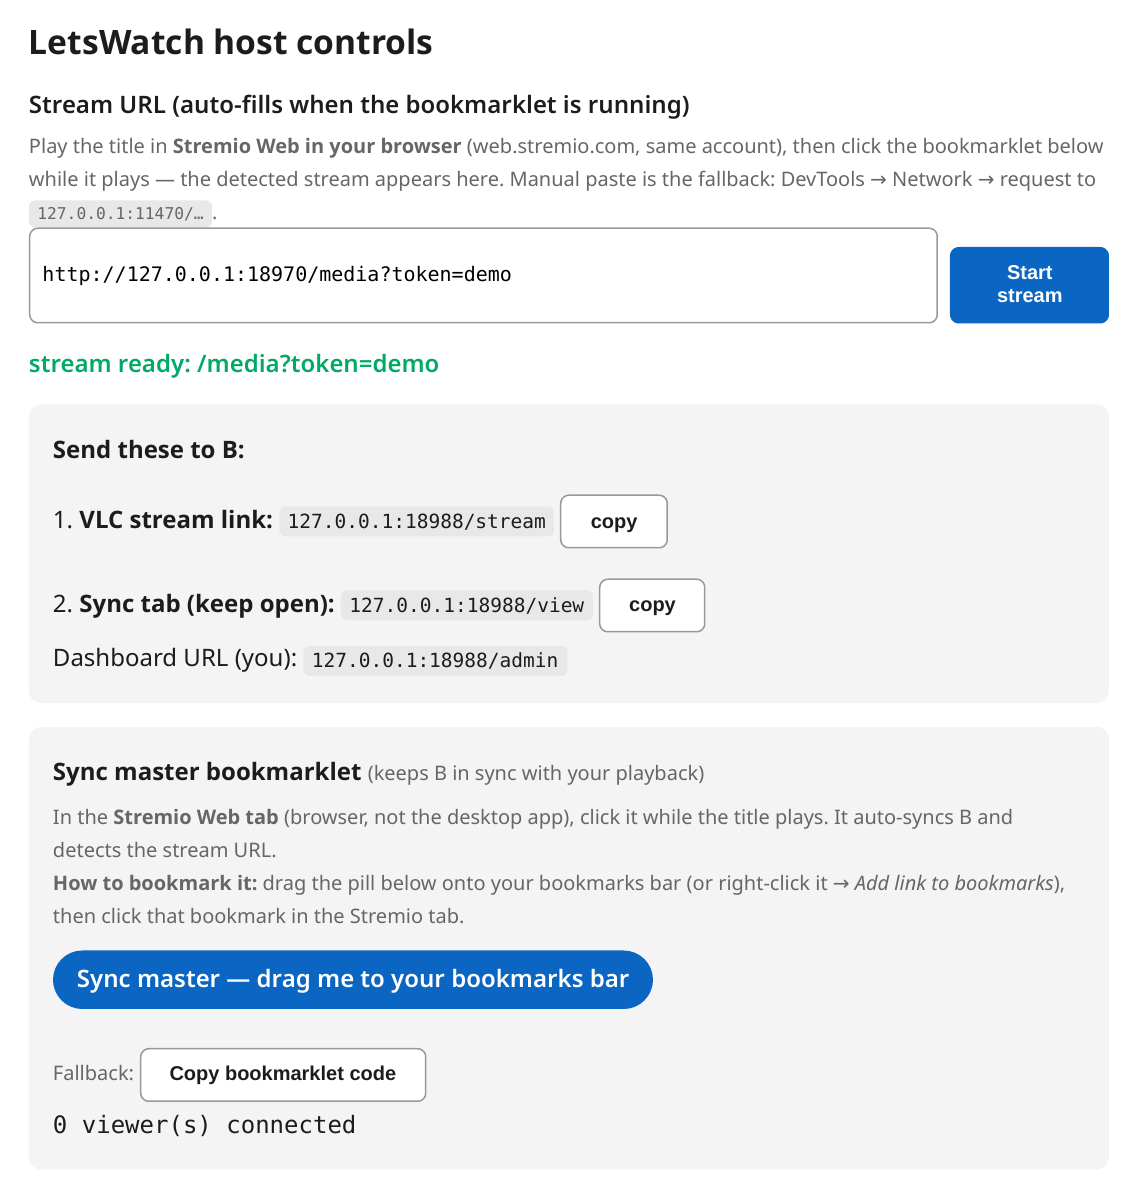 LetsWatch host controls
Stream URL (auto-fills when the bookmarklet is running)
Play the title in Stremio Web in your browser (web.stremio.com, same account), then click the bookmarklet below
while it plays — the detected stream appears here. Manual paste is the fallback: DevTools → Network → request to
127.0.0.1:11470/… .
http://127.0.0.1:18970/media?token=demo
Start
stream
stream ready: /media?token=demo
Send these to B:
1. VLC stream link: 127.0.0.1:18988/stream copy
2. Sync tab (keep open): 127.0.0.1:18988/view copy
Dashboard URL (you): 127.0.0.1:18988/admin
Sync master bookmarklet (keeps B in sync with your playback)
In the Stremio Web tab (browser, not the desktop app), click it while the title plays. It auto-syncs B and
detects the stream URL.
How to bookmark it: drag the pill below onto your bookmarks bar (or right-click it → Add link to bookmarks),
then click that bookmark in the Stremio tab.
Sync master — drag me to your bookmarks bar
Fallback: Copy bookmarklet code
0 viewer(s) connected